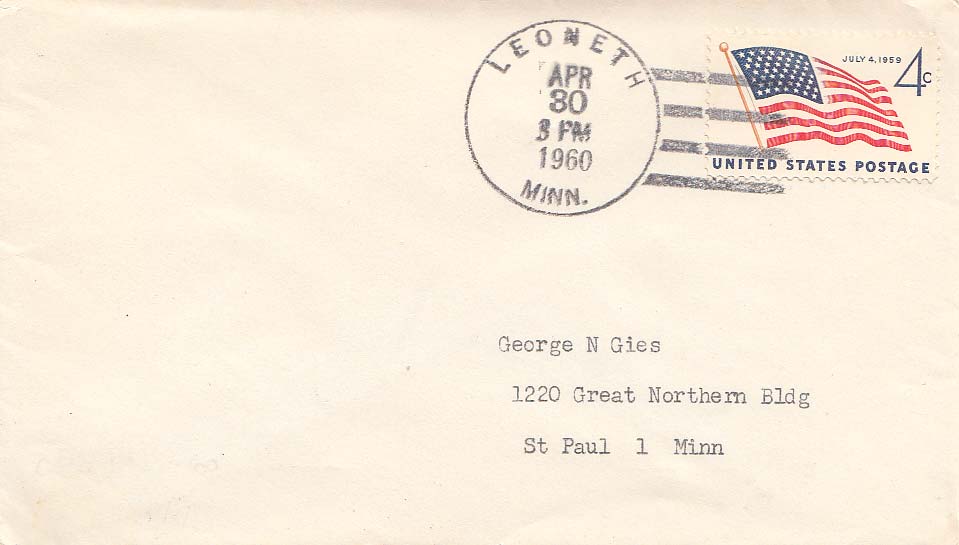 LEONETH
APR
30
3 PM
1960
MINN.
JULY 4, 1959
4c
UNITED STATES POSTAGE
George N Gies
1220 Great Northern Bldg
St Paul 1 Minn